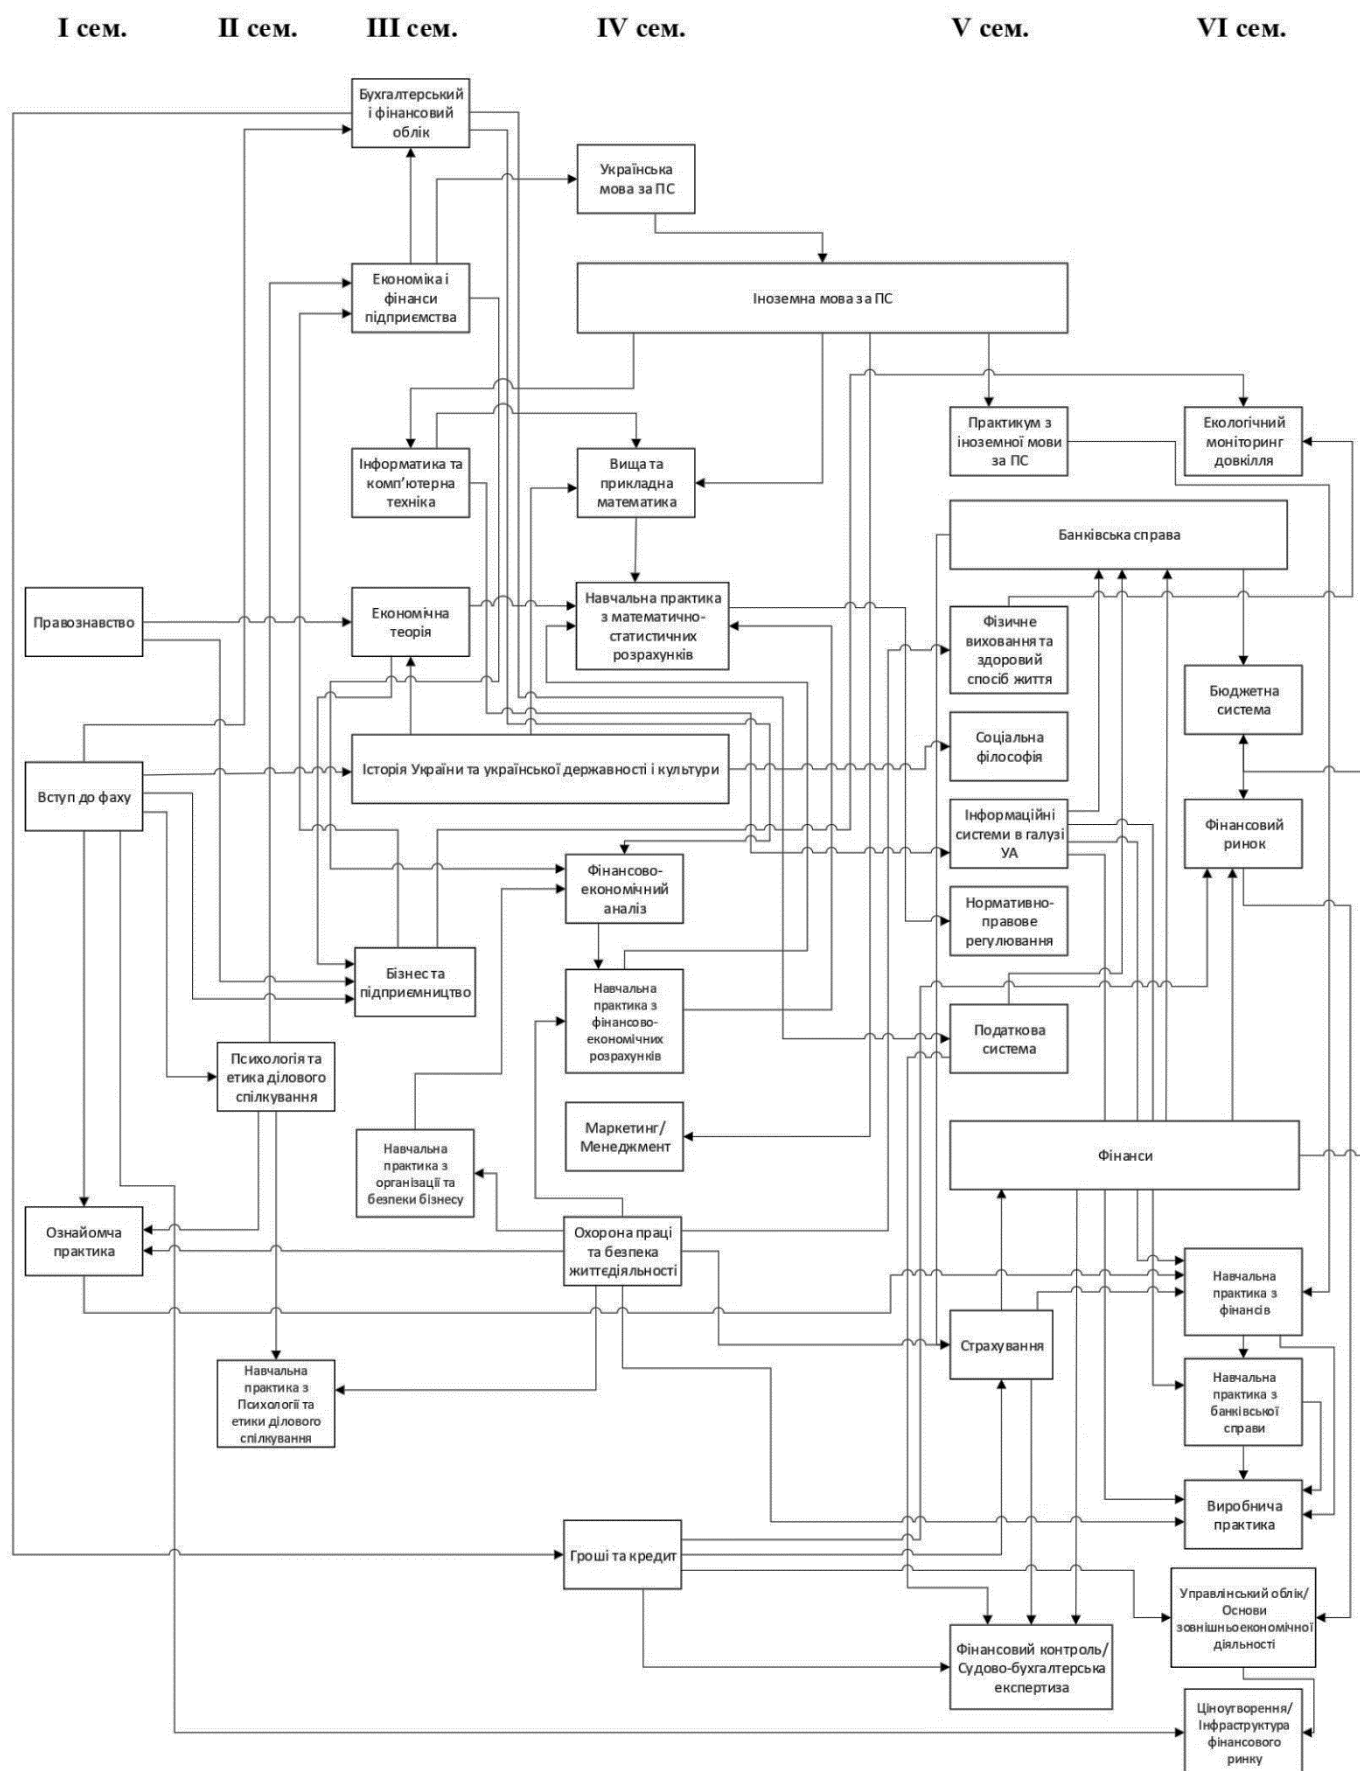 I сем.
II сем.
III сем.
IV сем.
V сем.
VI сем.
Бухгалтерський
і фінансовий
облік
Українська
мова за ПС
Економіка і
фінанси
підприємства
Іноземна мова за ПС
Практикум з
іноземної мови
за ПС
Екологічний
моніторинг
довкілля
Інформатика та
комп'ютерна
техніка
Вища та
прикладна
математика
Банківська справа
Правознавство
Економічна
теорія
Навчальна практика
з математично-
статистичних
розрахунків
Фізичне
виховання та
здоровий
спосіб життя
Бюджетна
система
Соціальна
філософія
Історія України та української державності і культури
Вступ до фаху
Інформаційні
системи в галузі
УА
Фінансовий
ринок
Фінансово-
економічний
аналіз
Нормативно-
правове
регулювання
Бізнес та
підприємництво
Навчальна
практика з
фінансово-
економічних
розрахунків
Податкова
система
Психологія та
етика ділового
спілкування
Маркетинг/
Менеджмент
Фінанси
Навчальна
практика з
організації та
безпеки бізнесу
Ознайомча
практика
Охорона праці
та безпека
життєдіяльності
Навчальна
практика з
фінансів
Страхування
Навчальна
практика з
Психології та
етики ділового
спілкування
Навчальна
практика з
банківської
справи
Виробнича
практика
Гроші та кредит
Управлінський облік/
Основи
зовнішньоекономічної
діяльності
Фінансовий контроль/
Судово-бухгалтерська
експертиза
Ціноутворення/
Інфраструктура
фінансового
ринку